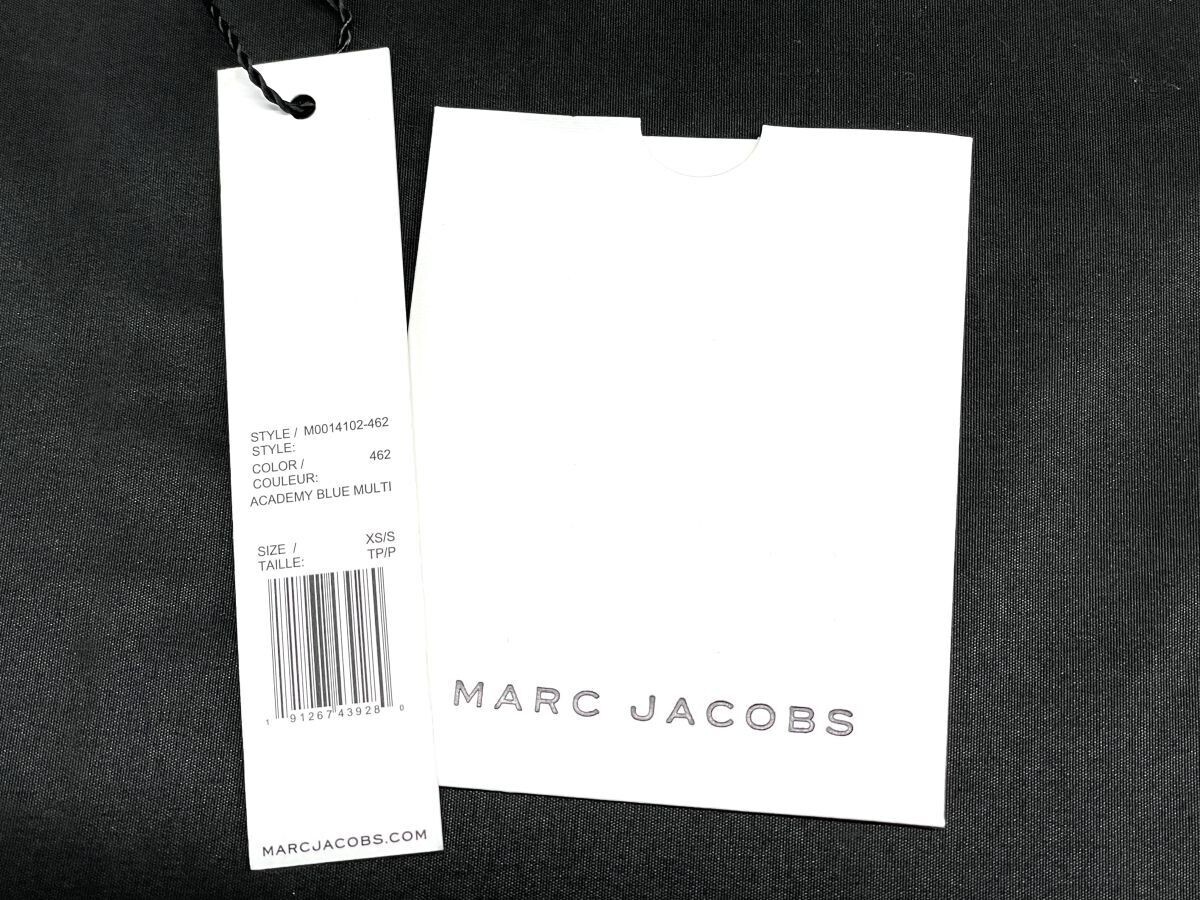 STYLE / M0014102-462
STYLE:
COLOR / 462
COULEUR:
ACADEMY BLUE MULTI
SIZE / XS/S
TAILLE: TP/P
1 91267 43928 0
MARCJACOBS.COM
MARC JACOBS